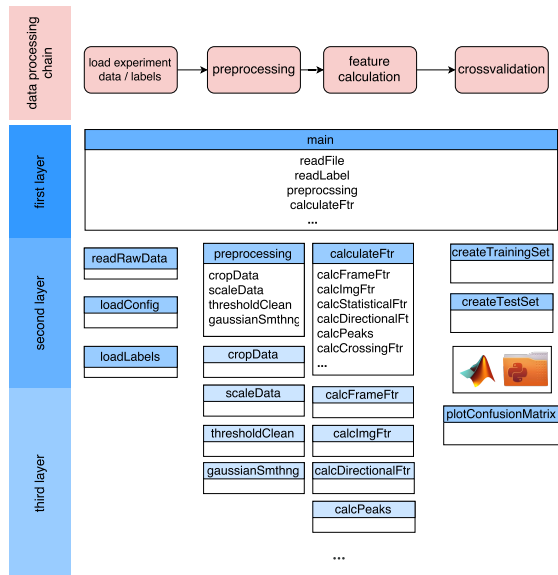 data processing
chain
load experiment
data / labels
preprocessing
feature
calculation
crossvalidation
first layer
main
readFile
readLabel
preprocssing
calculateFtr
...
second layer
readRawData
loadConfig
loadLabels
preprocessing
cropData
scaleData
thresholdClean
gaussianSmthng
calculateFtr
calcFrameFtr
calcImgFtr
calcStatisticalFtr
calcDirectionalFt
calcPeaks
calcCrossingFtr
...
createTrainingSet
createTestSet
cropData
third layer
scaleData
thresholdClean
gaussianSmthng
calcFrameFtr
calcImgFtr
calcDirectionalFtr
calcPeaks
...
plotConfusionMatrix